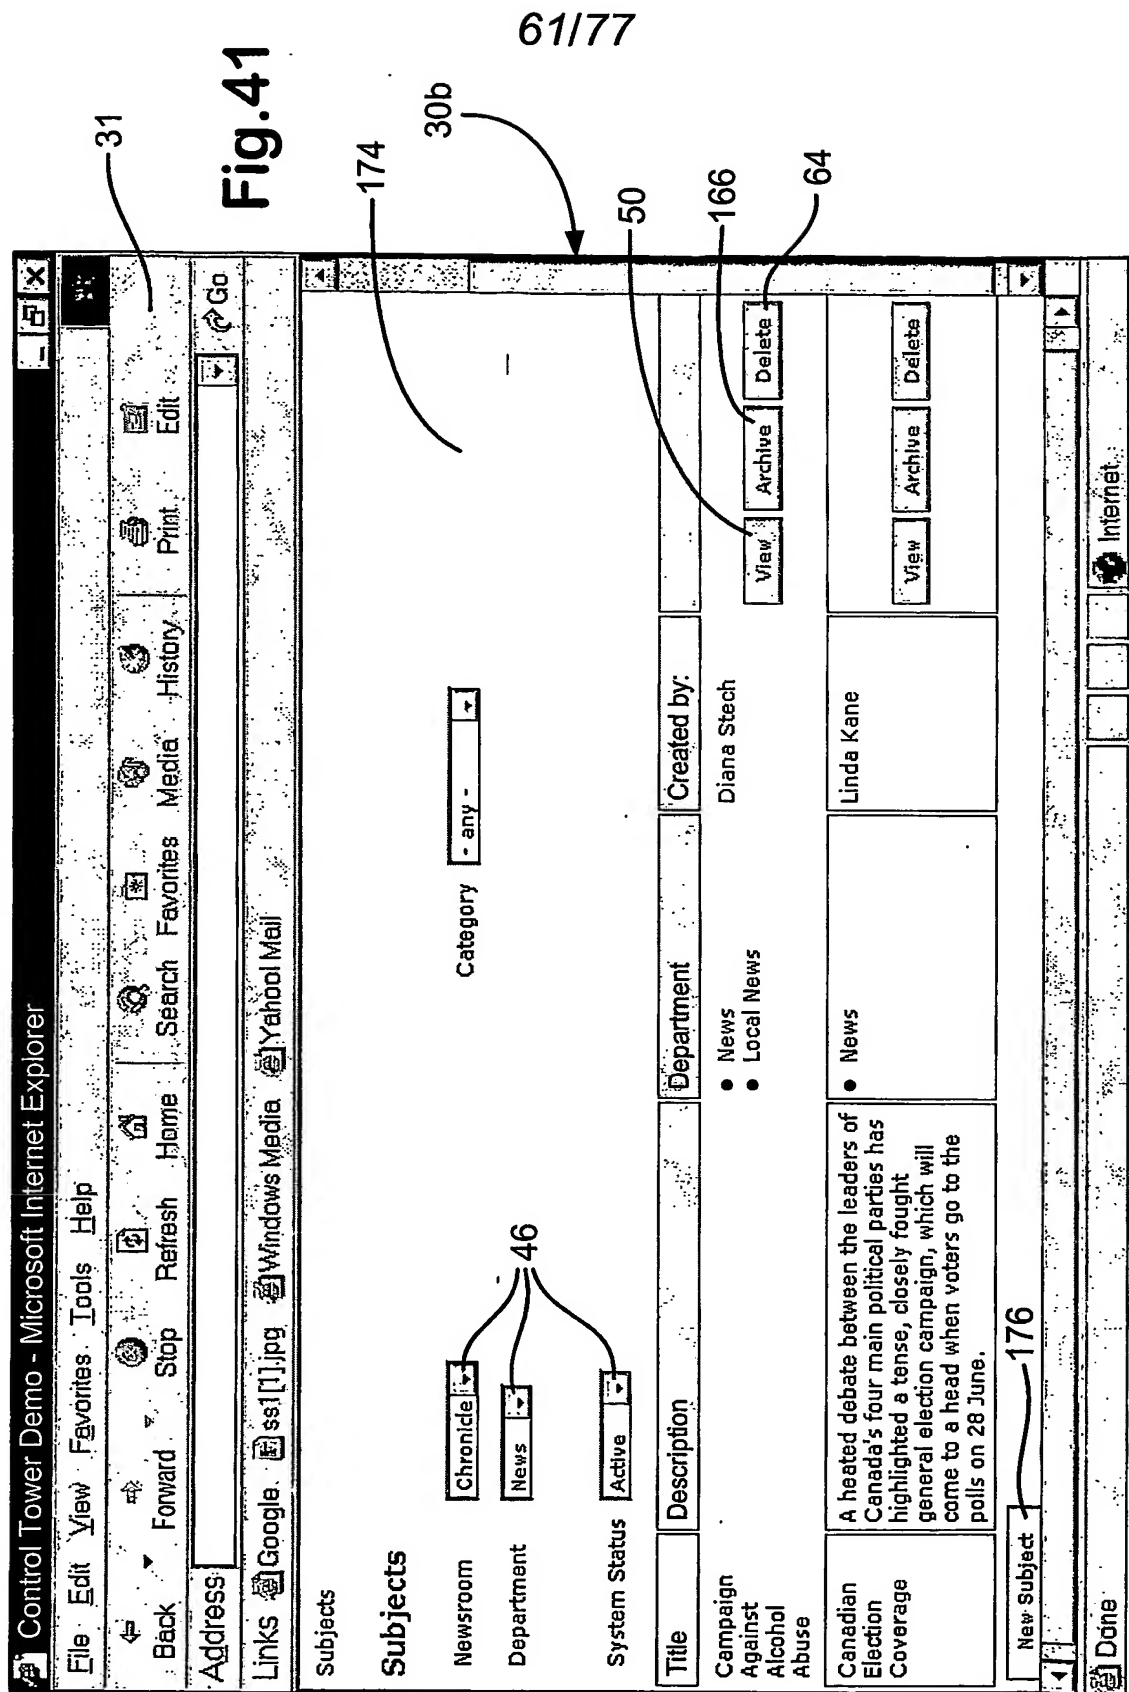 61/77
Fig.41
Control Tower Demo - Microsoft Internet Explorer
File Edit View Favorites Tools Help
Back Forward Stop Refresh Home Search Favorites Media History Print Edit
31
Address
Go
Links Google ss1[1].jpg Windows Media Yahoo! Mail
Subjects
174
Subjects
30b
Newsroom Chronicle
Category - any -
Department News
46
System Status Active
Title Description Department Created by:
50
166
64
Campaign
Against
Alcohol
Abuse
• News
• Local News
Diana Stech
View Archive Delete
Canadian
Election
Coverage
A heated debate between the leaders of
Canada's four main political parties has
highlighted a tense, closely fought
general election campaign, which will
come to a head when voters go to the
polls on 28 June.
• News
Linda Kane
View Archive Delete
New Subject
176
Done
Internet